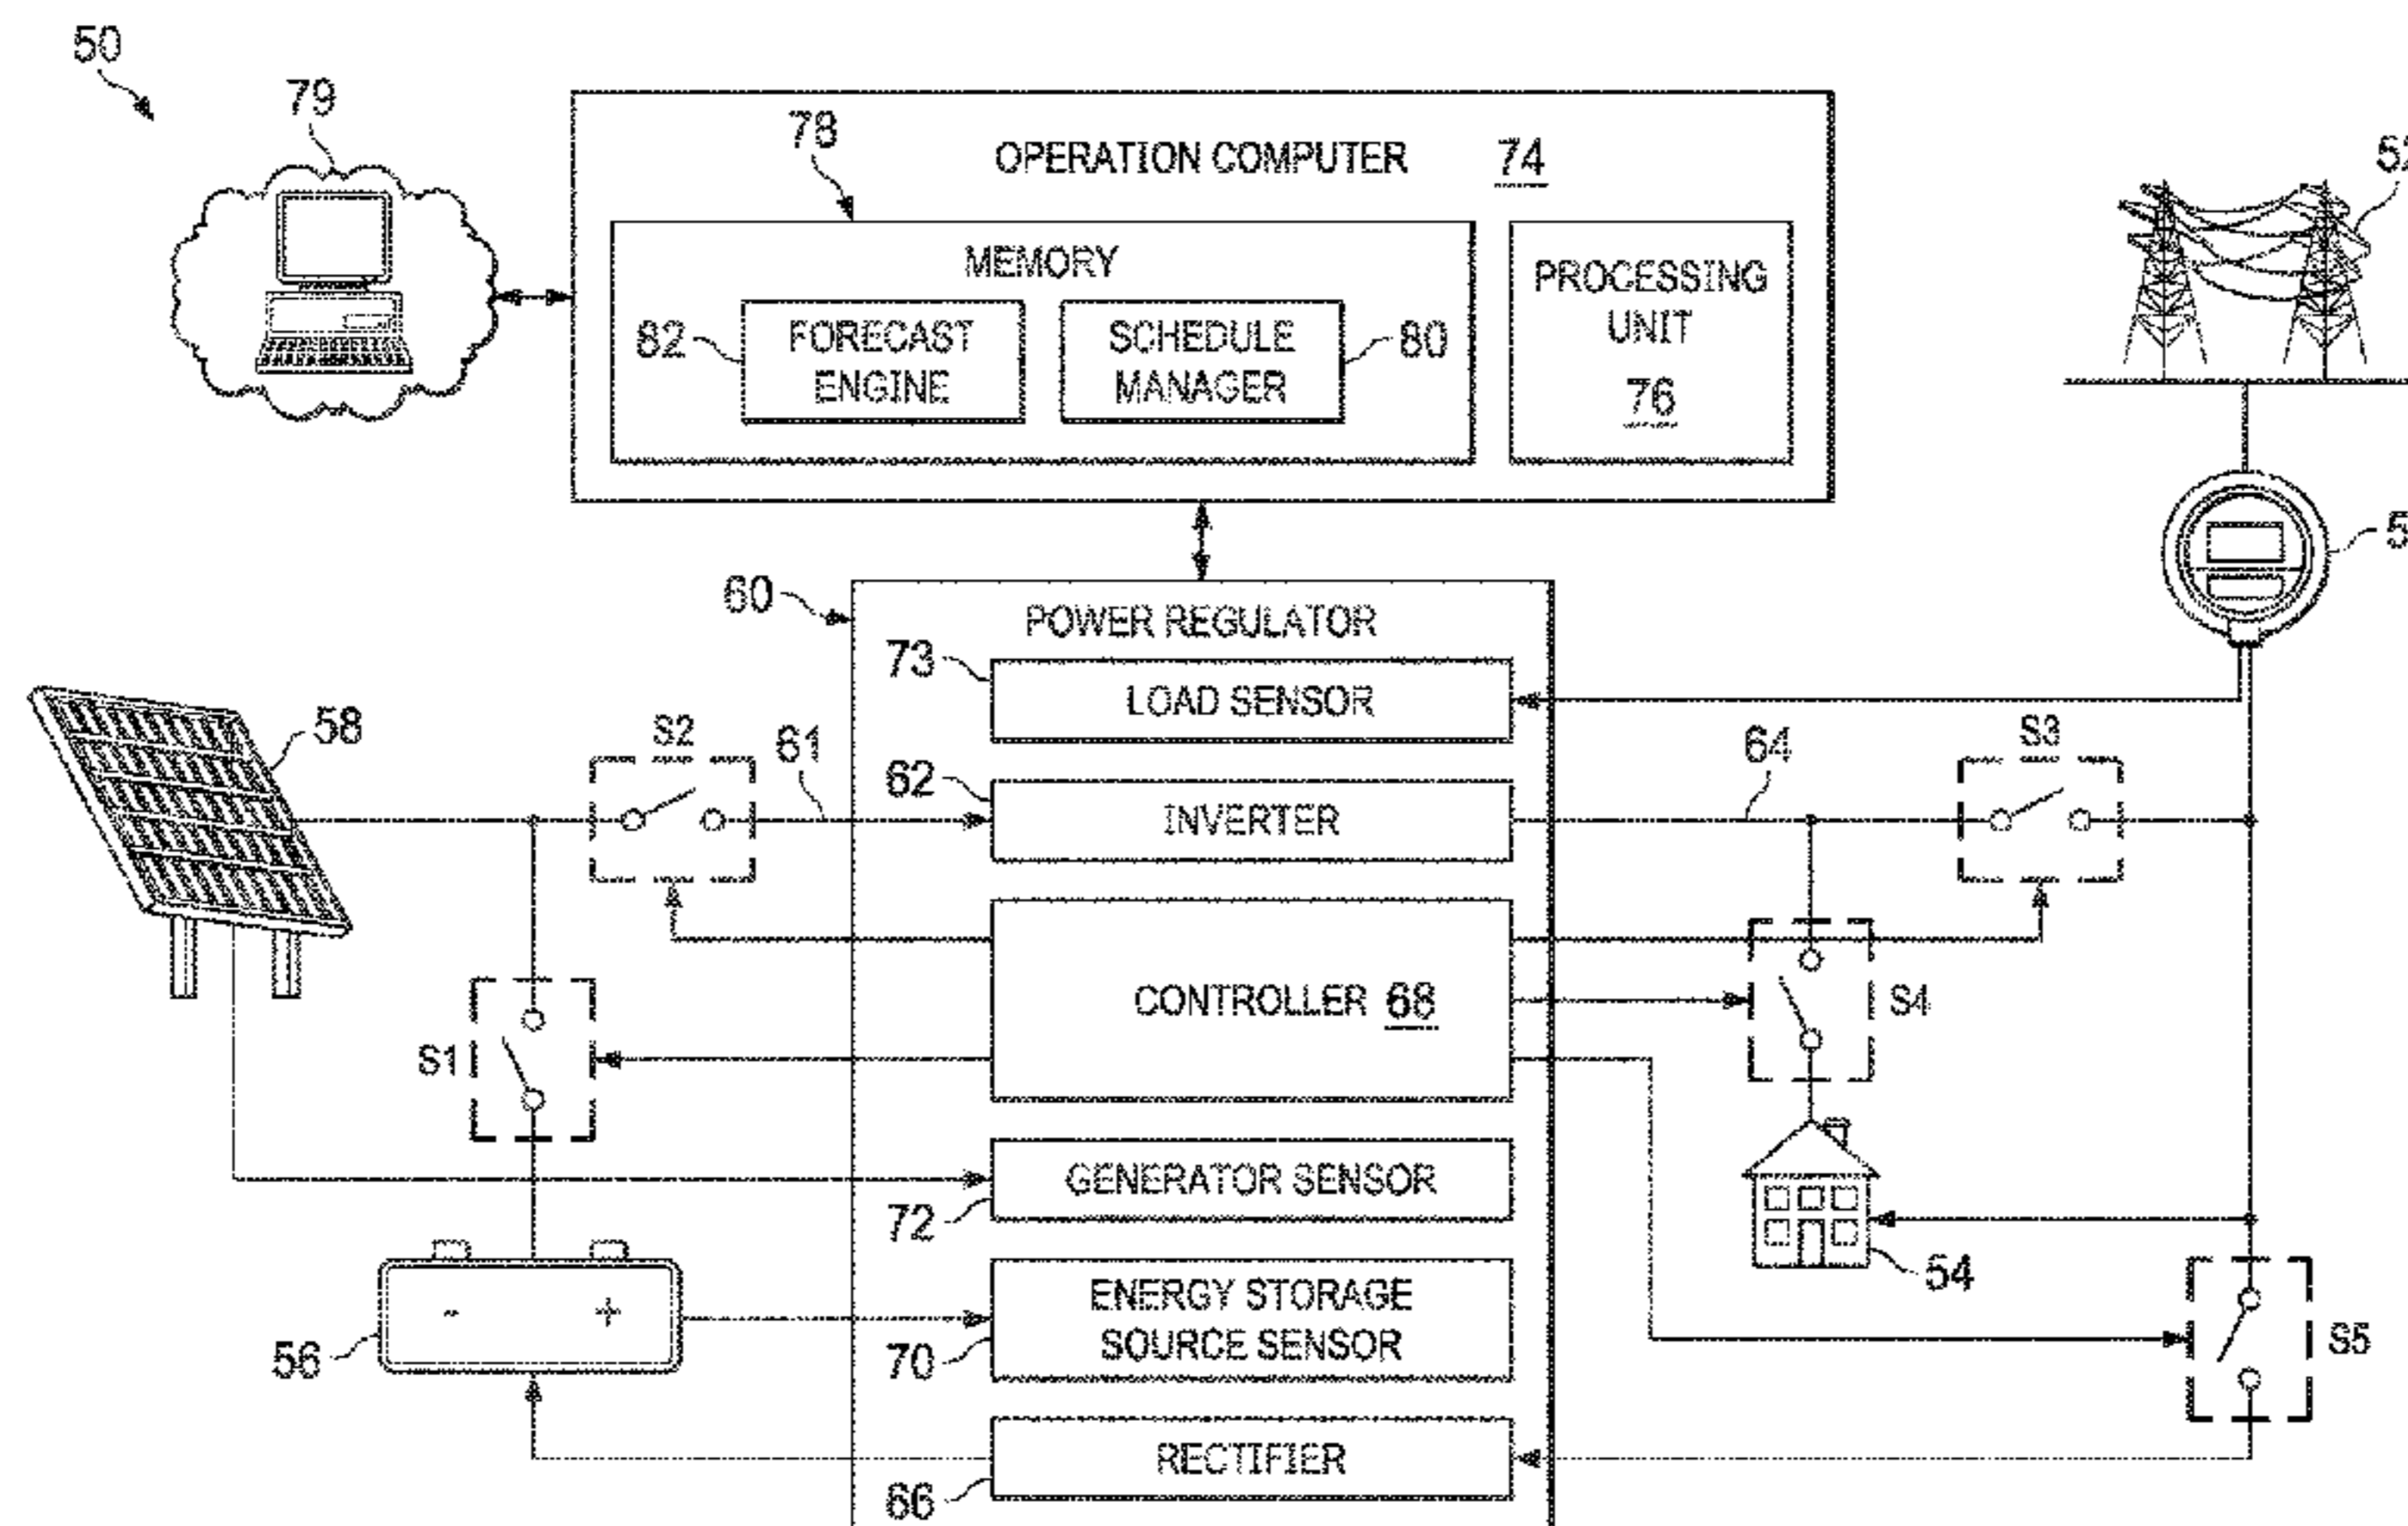 50
79
78
OPERATION COMPUTER 74
MEMORY
82
FORECAST
ENGINE
SCHEDULE
MANAGER
80
PROCESSING
UNIT
76
60
POWER REGULATOR
73
LOAD SENSOR
58
S2
61
62
INVERTER
64
S3
CONTROLLER 68
S1
S4
GENERATOR SENSOR
72
54
56
- +
ENERGY STORAGE
SOURCE SENSOR
70
S5
RECTIFIER
66